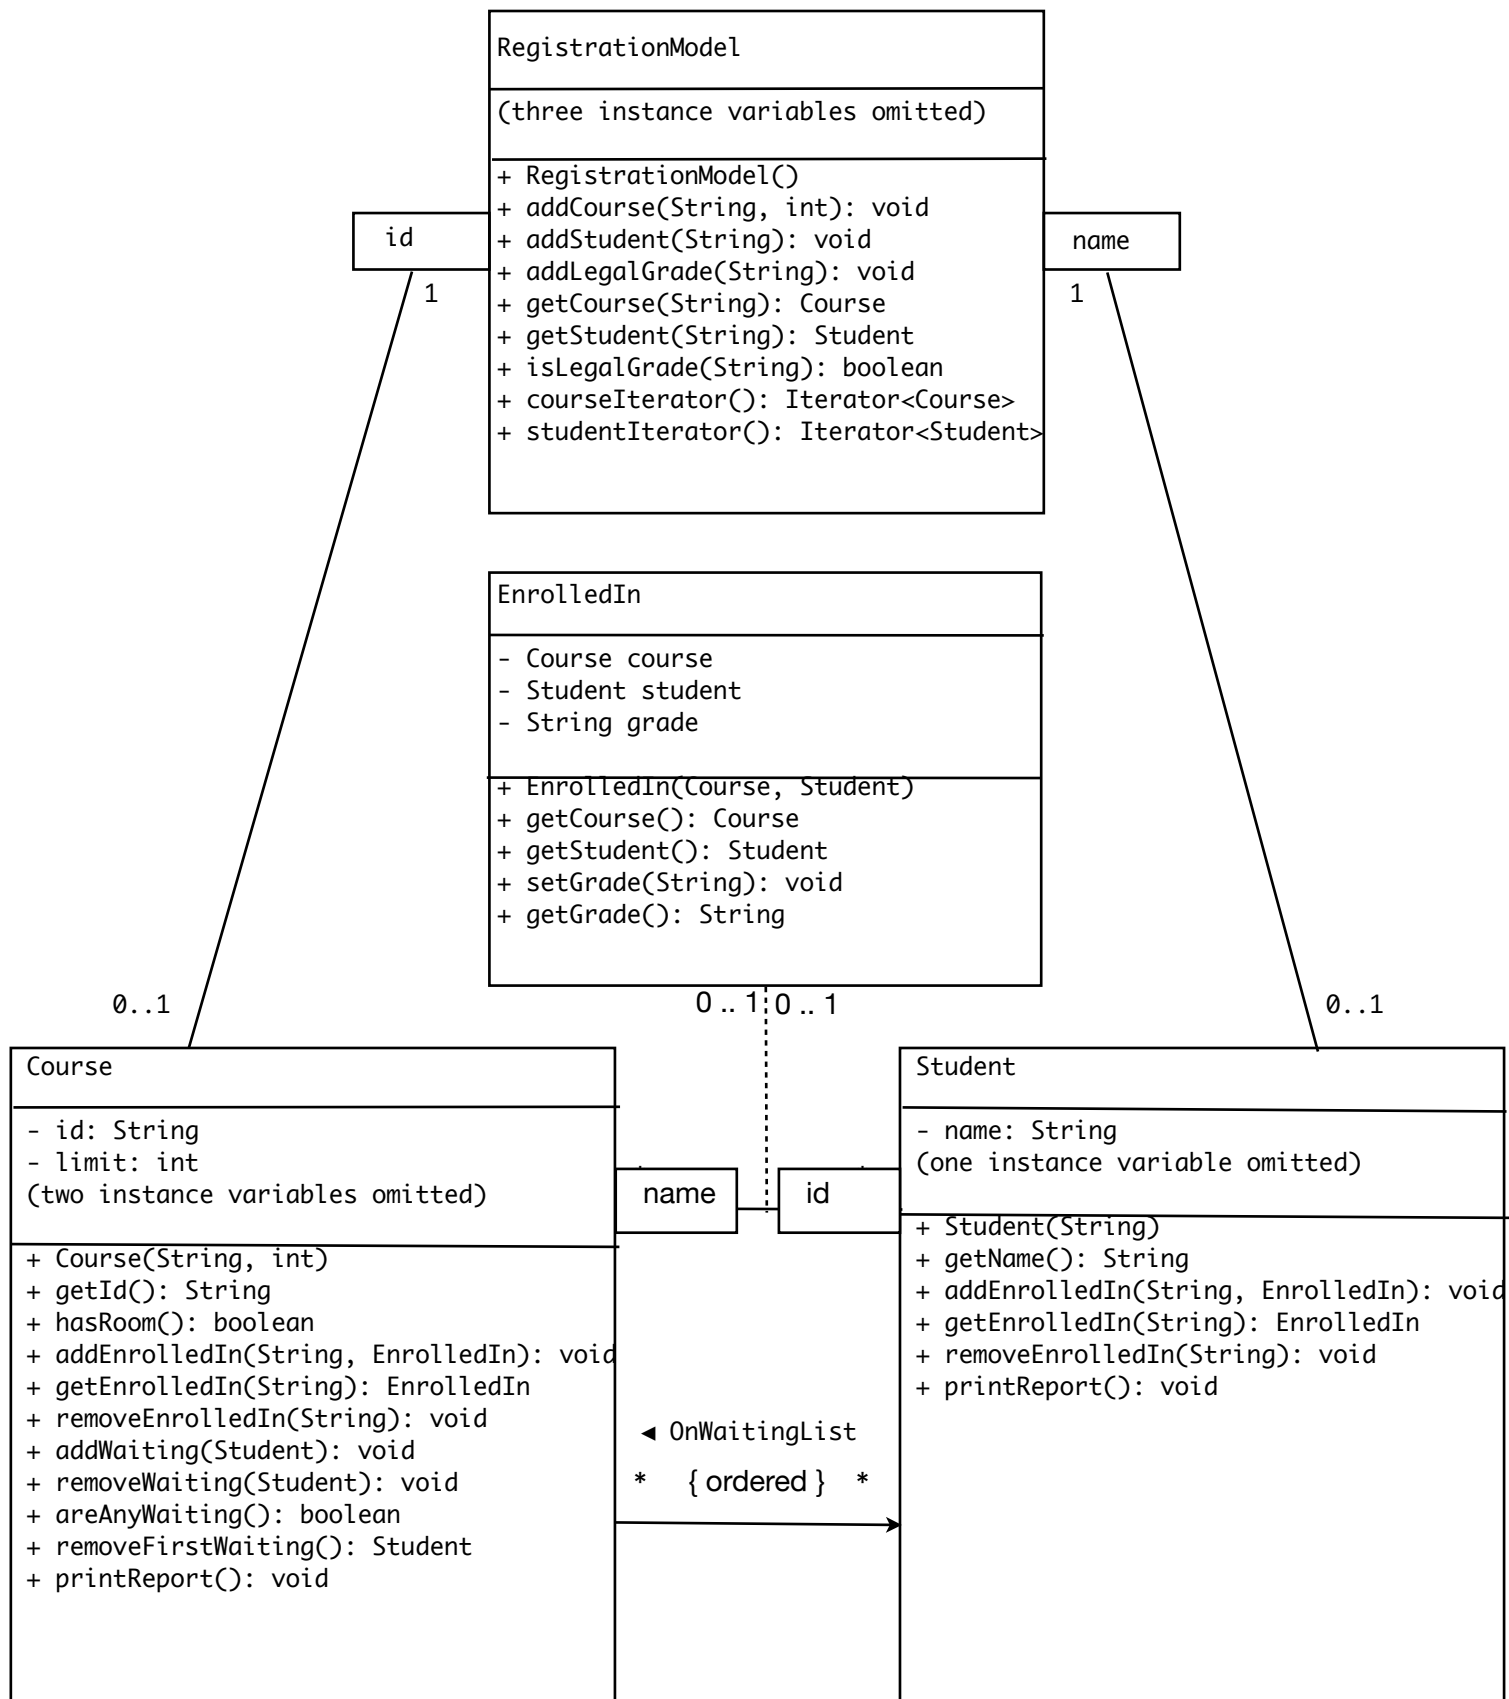 RegistrationModel
(three instance variables omitted)
+ RegistrationModel()
+ addCourse(String, int): void
+ addStudent(String): void
+ addLegalGrade(String): void
+ getCourse(String): Course
+ getStudent(String): Student
+ isLegalGrade(String): boolean
+ courseIterator(): Iterator<Course>
+ studentIterator(): Iterator<Student>
id
1
name
1
EnrolledIn
- Course course
- Student student
- String grade
+ EnrolledIn(Course, Student)
+ getCourse(): Course
+ getStudent(): Student
+ setGrade(String): void
+ getGrade(): String
0..1
0 .. 1
0 .. 1
0..1
Course
- id: String
- limit: int
(two instance variables omitted)
+ Course(String, int)
+ getId(): String
+ hasRoom(): boolean
+ addEnrolledIn(String, EnrolledIn): void
+ getEnrolledIn(String): EnrolledIn
+ removeEnrolledIn(String): void
+ addWaiting(Student): void
+ removeWaiting(Student): void
+ areAnyWaiting(): boolean
+ removeFirstWaiting(): Student
+ printReport(): void
name
id
◄ OnWaitingList
* { ordered } *
Student
- name: String
(one instance variable omitted)
+ Student(String)
+ getName(): String
+ addEnrolledIn(String, EnrolledIn): void
+ getEnrolledIn(String): EnrolledIn
+ removeEnrolledIn(String): void
+ printReport(): void